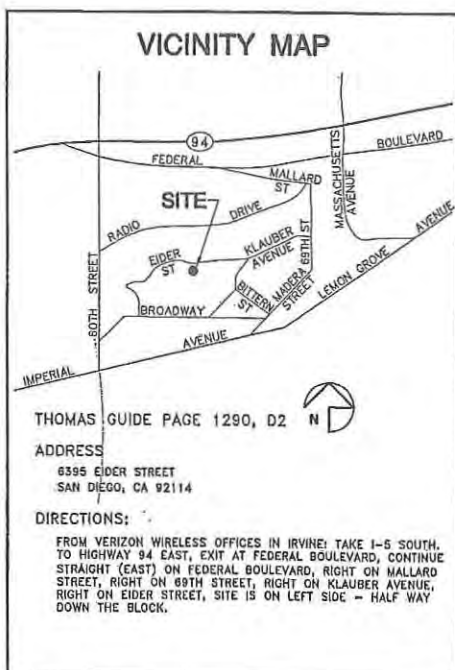 VICINITY MAP
94
FEDERAL
BOULEVARD
MASSACHUSETTS
AVENUE
MALLARD
ST
SITE
RADIO
DRIVE
EIDER
ST
KLAUBER
AVENUE
69TH ST
AVENUE
60TH STREET
BITTERN
ST
MADERA
STREET
LEMON GROVE
BROADWAY
AVENUE
IMPERIAL
THOMAS GUIDE PAGE 1290, D2
N
ADDRESS
6395 EIDER STREET
SAN DIEGO, CA 92114
DIRECTIONS:
FROM VERIZON WIRELESS OFFICES IN IRVINE: TAKE I-5 SOUTH.
TO HIGHWAY 94 EAST, EXIT AT FEDERAL BOULEVARD, CONTINUE
STRAIGHT (EAST) ON FEDERAL BOULEVARD, RIGHT ON MALLARD
STREET, RIGHT ON 69TH STREET, RIGHT ON KLAUBER AVENUE,
RIGHT ON EIDER STREET, SITE IS ON LEFT SIDE - HALF WAY
DOWN THE BLOCK.